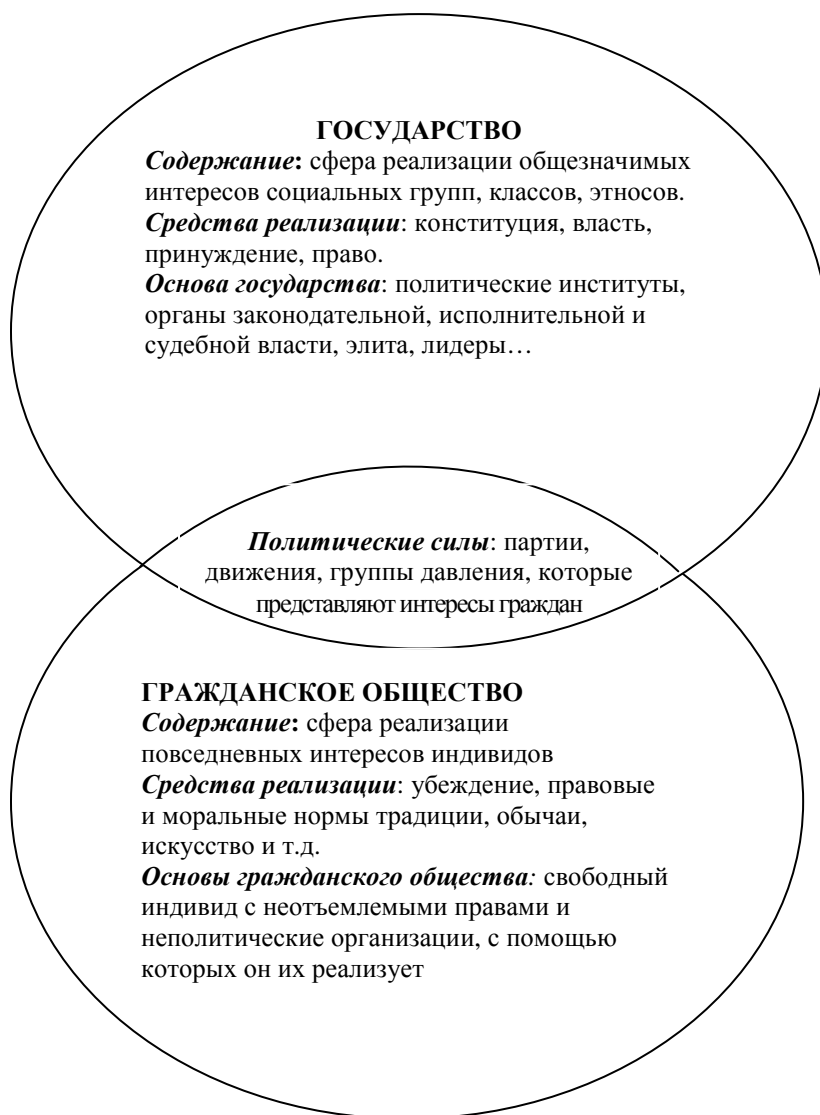 ГОСУДАРСТВО
Содержание: сфера реализации общезначимых
интересов социальных групп, классов, этносов.
Средства реализации: конституция, власть,
принуждение, право.
Основа государства: политические институты,
органы законодательной, исполнительной и
судебной власти, элита, лидеры…
Политические силы: партии,
движения, группы давления, которые
представляют интересы граждан
ГРАЖДАНСКОЕ ОБЩЕСТВО
Содержание: сфера реализации
повседневных интересов индивидов
Средства реализации: убеждение, правовые
и моральные нормы традиции, обычаи,
искусство и т.д.
Основы гражданского общества: свободный
индивид с неотъемлемыми правами и
неполитические организации, с помощью
которых он их реализует